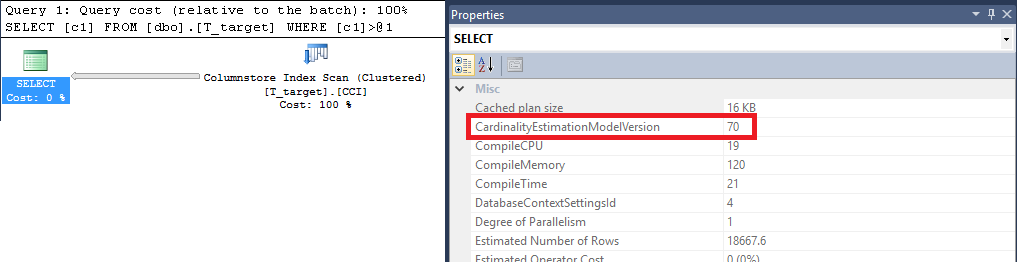 Query 1: Query cost (relative to the batch): 100%
SELECT [c1] FROM [dbo].[T_target] WHERE [c1]>@1
SELECT
Cost: 0 %
Columnstore Index Scan (Clustered)
[T_target].[CCI]
Cost: 100 %
Properties
SELECT
Misc
Cached plan size 16 KB
CardinalityEstimationModelVersion 70
CompileCPU 19
CompileMemory 120
CompileTime 21
DatabaseContextSettingsId 4
Degree of Parallelism 1
Estimated Number of Rows 18667.6
Estimated Operator Cost 0 (0%)